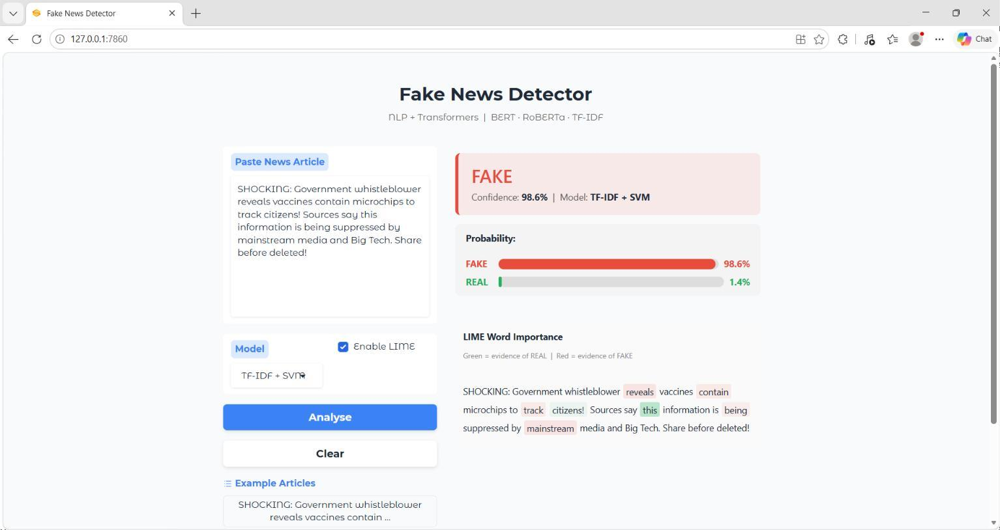 Fake News Detector
127.0.0.1:7860
Chat
Fake News Detector
NLP + Transformers | BERT · RoBERTa · TF-IDF
Paste News Article
SHOCKING: Government whistleblower
reveals vaccines contain microchips to
track citizens! Sources say this
information is being suppressed by
mainstream media and Big Tech. Share
before deleted!
Model
Enable LIME
TF-IDF + SVM
Analyse
Clear
Example Articles
SHOCKING: Government whistleblower
reveals vaccines contain ...
FAKE
Confidence: 98.6% | Model: TF-IDF + SVM
Probability:
FAKE 98.6%
REAL 1.4%
LIME Word Importance
Green = evidence of REAL | Red = evidence of FAKE
SHOCKING: Government whistleblower reveals vaccines contain
microchips to track citizens! Sources say this information is being
suppressed by mainstream media and Big Tech. Share before deleted!